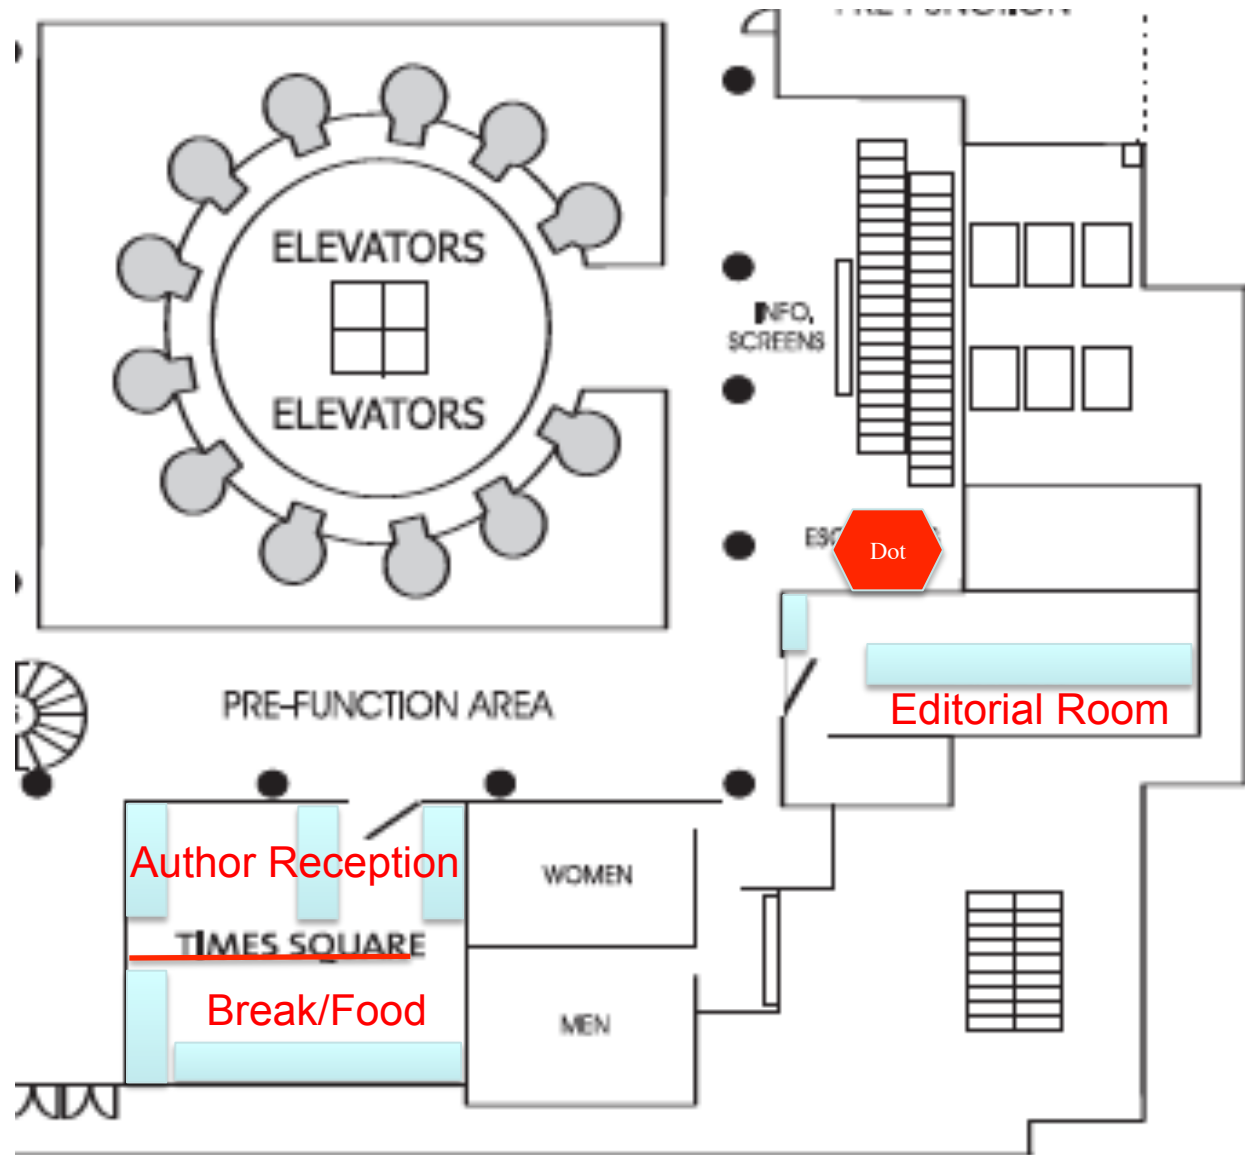 ELEVATORS
ELEVATORS
INFO,
SCREENS
Dot
PRE-FUNCTION AREA
Editorial Room
Author Reception
WOMEN
TIMES SQUARE
Break/Food
MEN